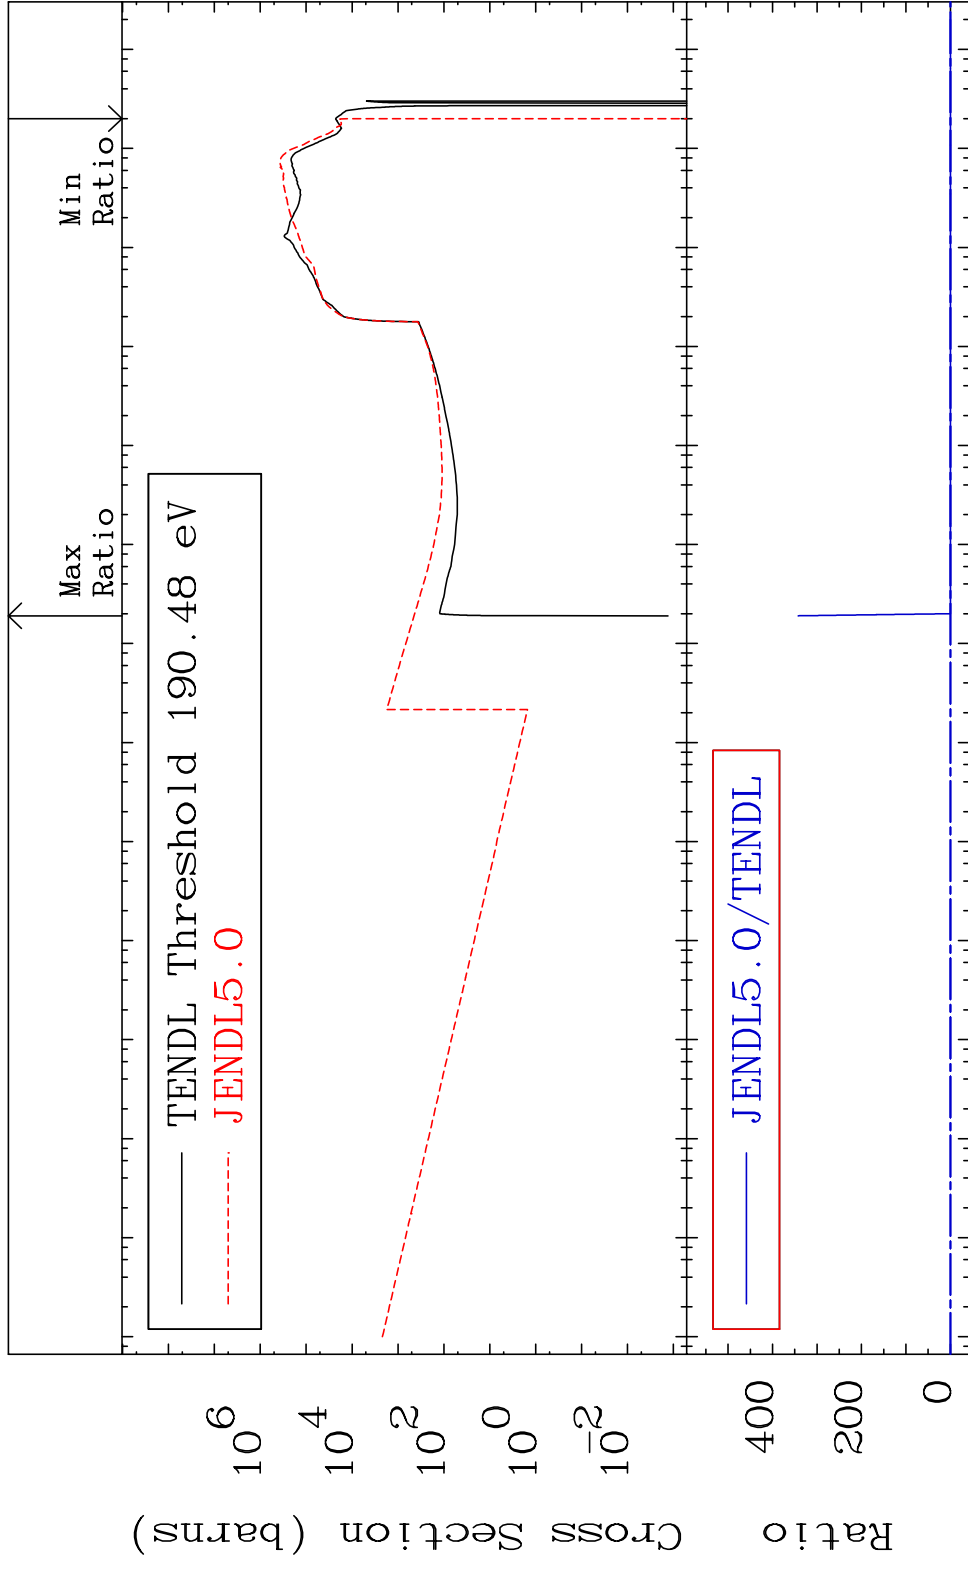 Min
Ratio
Max
Ratio
TENDL Threshold 190.48 eV
JENDL5.0
10^6
10^4
10^2
10^0
10^-2
Cross Section (barns)
JENDL5.0/TENDL
400
200
0
Ratio